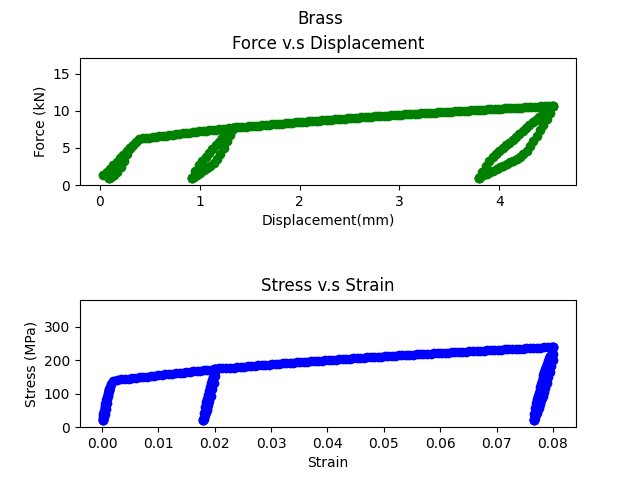 Brass
Force v.s Displacement
Force (kN)
15
10
5
0
0 1 2 3 4
Displacement(mm)
Stress v.s Strain
Stress (MPa)
300
200
100
0
0.00 0.01 0.02 0.03 0.04 0.05 0.06 0.07 0.08
Strain